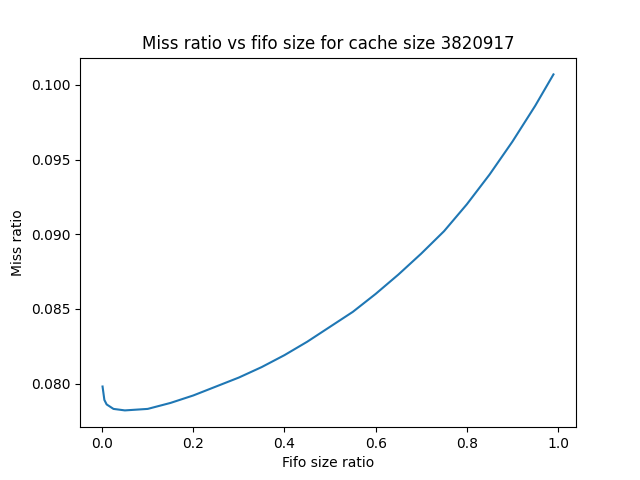 Miss ratio vs fifo size for cache size 3820917
0.100
0.095
0.090
0.085
0.080
Miss ratio
0.0 0.2 0.4 0.6 0.8 1.0
Fifo size ratio